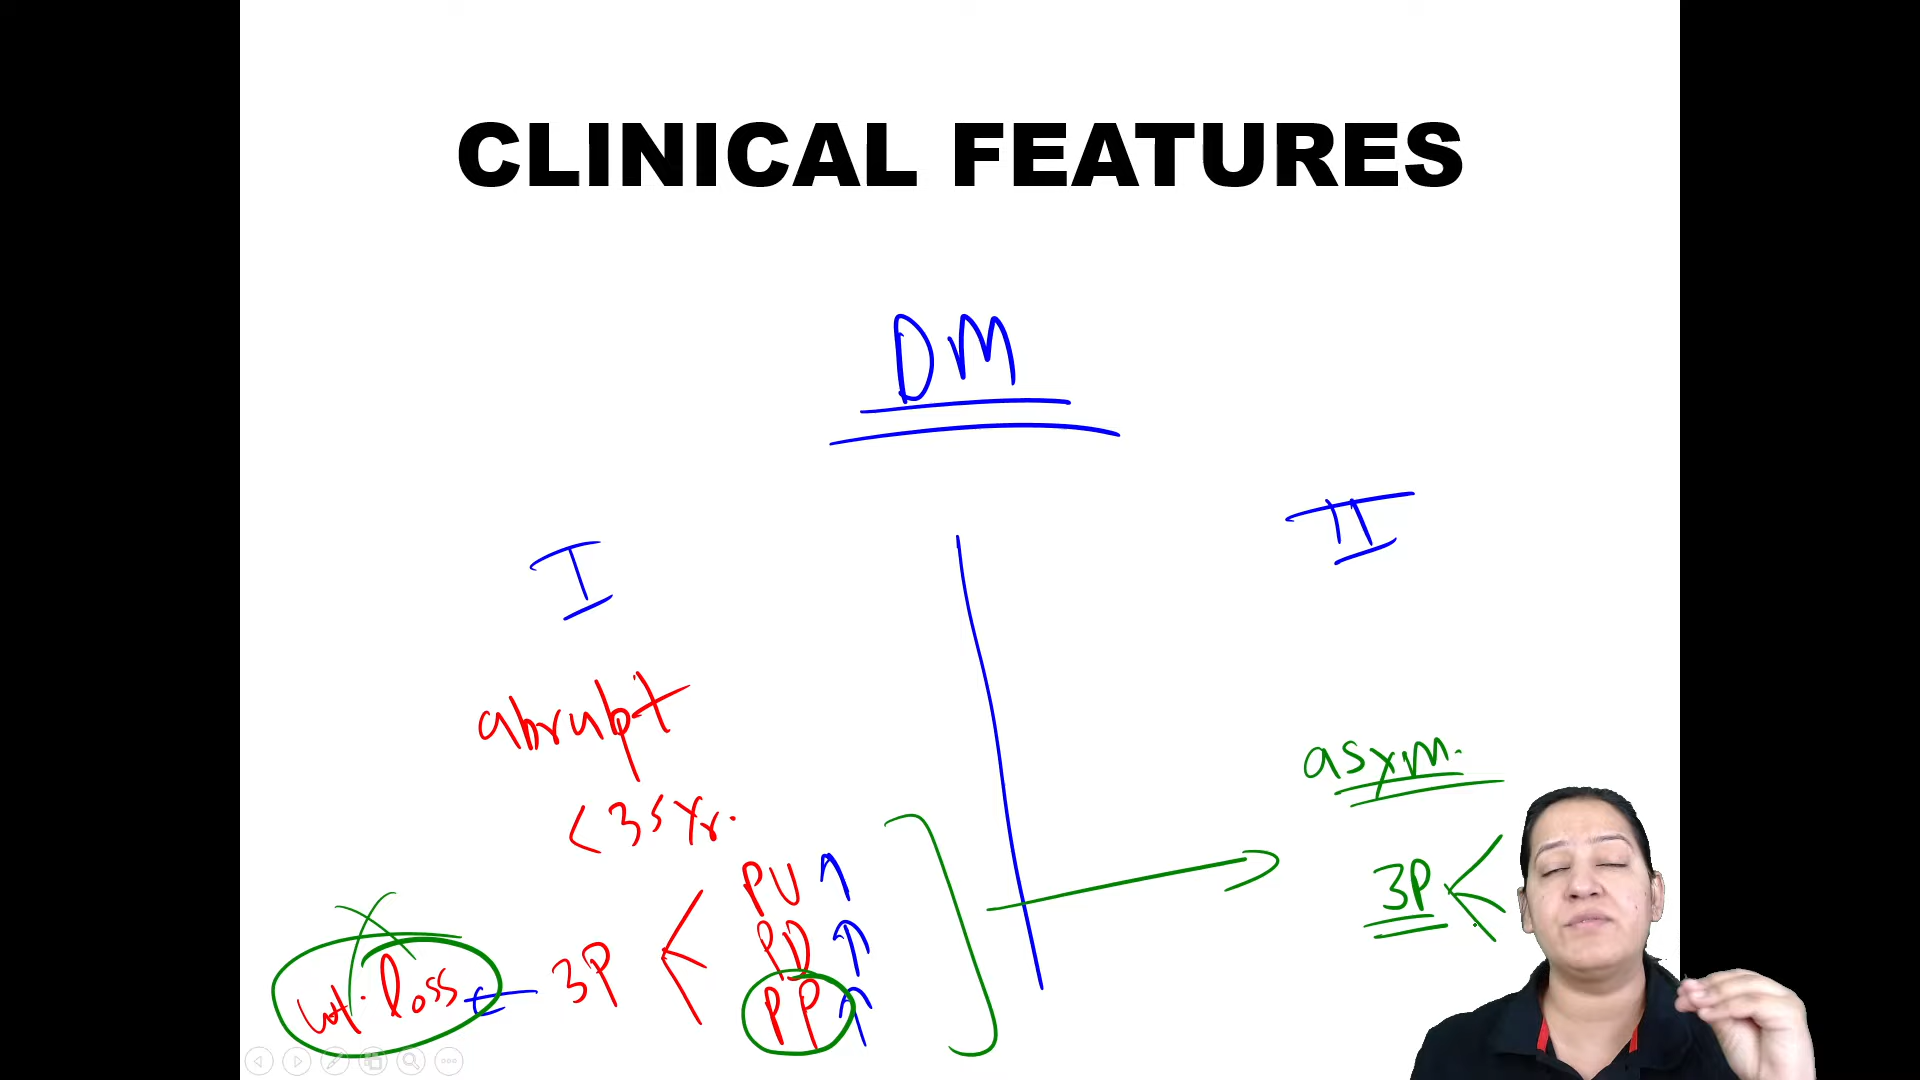 CLINICAL FEATURES
DM
I
II
abrupt
<35 Yr.
3P
PU ↑
PD ↑
PP ↑
wt. loss
asym.
3P